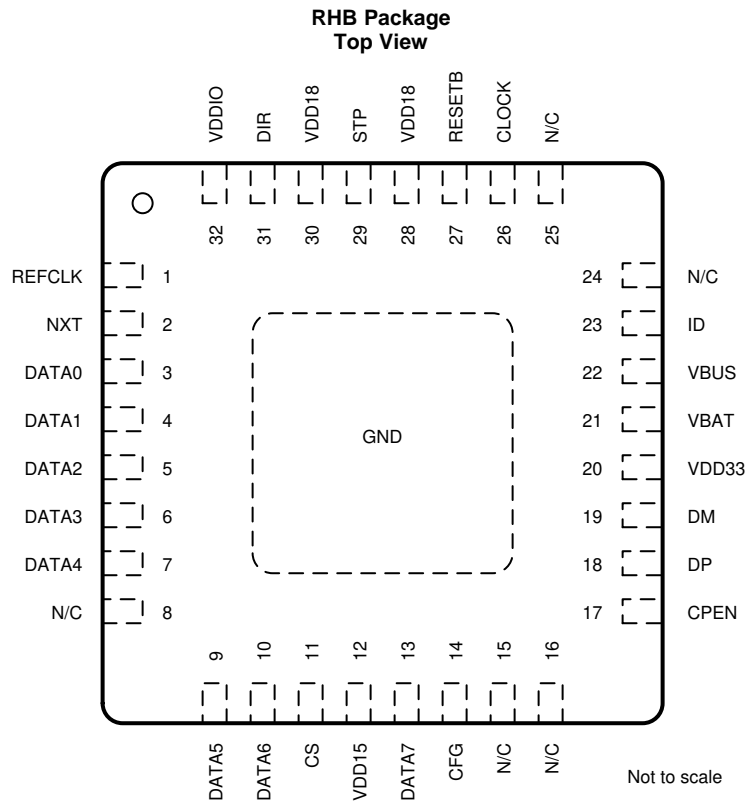 RHB Package
Top View
VDDIO
DIR
VDD18
STP
VDD18
RESETB
CLOCK
N/C
32
31
30
29
28
27
26
25
REFCLK 1
NXT 2
DATA0 3
DATA1 4
DATA2 5
DATA3 6
DATA4 7
N/C 8
GND
24 N/C
23 ID
22 VBUS
21 VBAT
20 VDD33
19 DM
18 DP
17 CPEN
9
10
11
12
13
14
15
16
DATA5
DATA6
CS
VDD15
DATA7
CFG
N/C
N/C
Not to scale